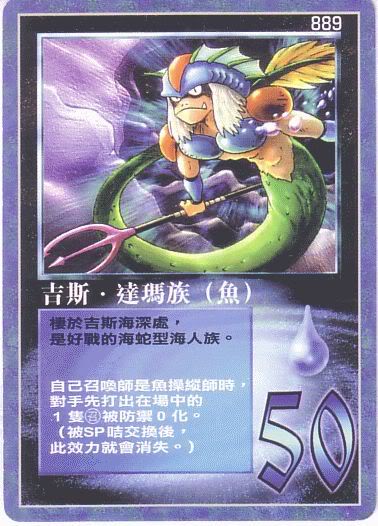 889
吉斯・達瑪族（魚）
棲於吉斯海深處，
是好戰的海蛇型海人族。
自己召喚師是魚操縱師時，
對手先打出在場中的
１隻㊁被防禦０化。
（被SP咭交換後，
此效力就會消失。）
50